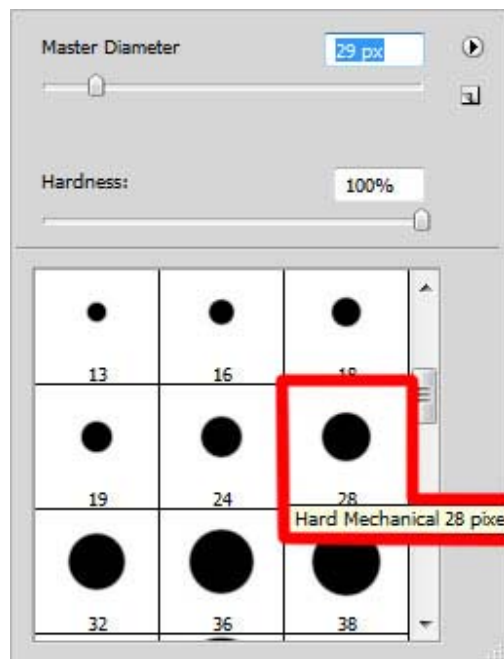 Master Diameter 29 px
Hardness: 100%
13 16 18
19 24 28
Hard Mechanical 28 pixe
32 36 38